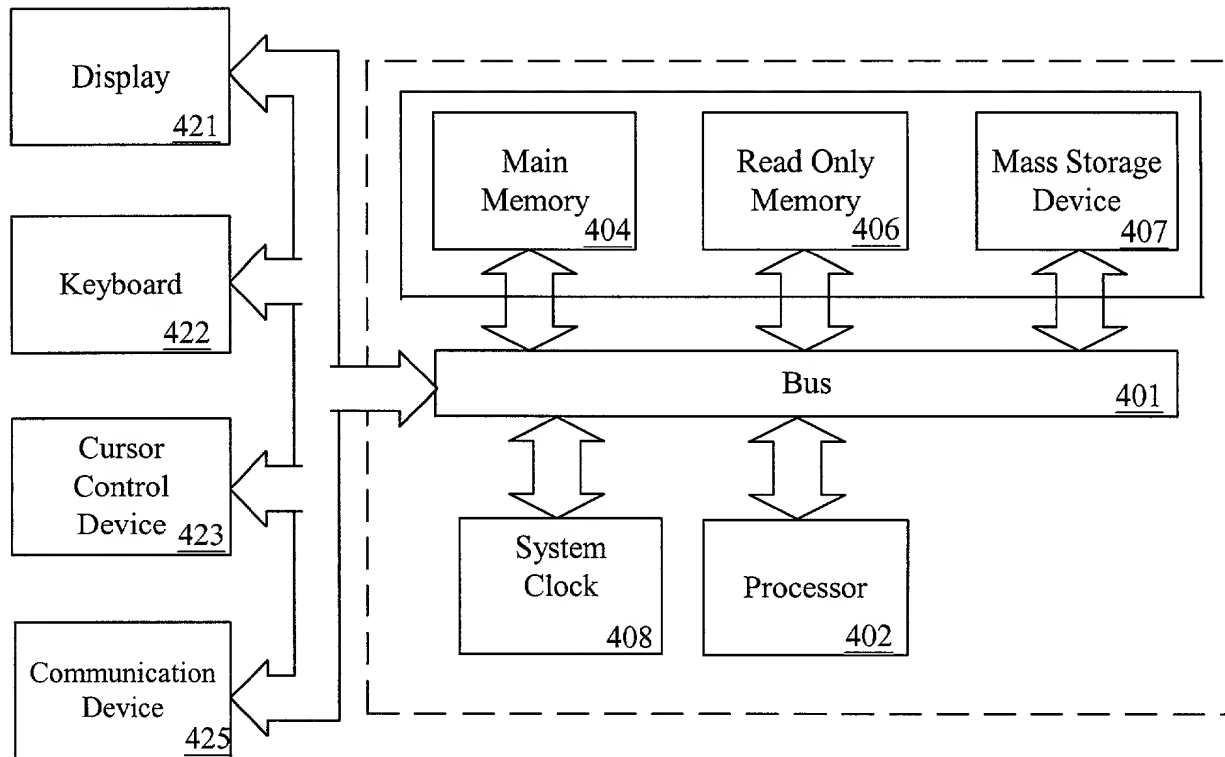 Display
421
Keyboard
422
Cursor
Control
Device
423
Communication
Device
425
Main
Memory
404
Read Only
Memory
406
Mass Storage
Device
407
Bus
401
System
Clock
408
Processor
402